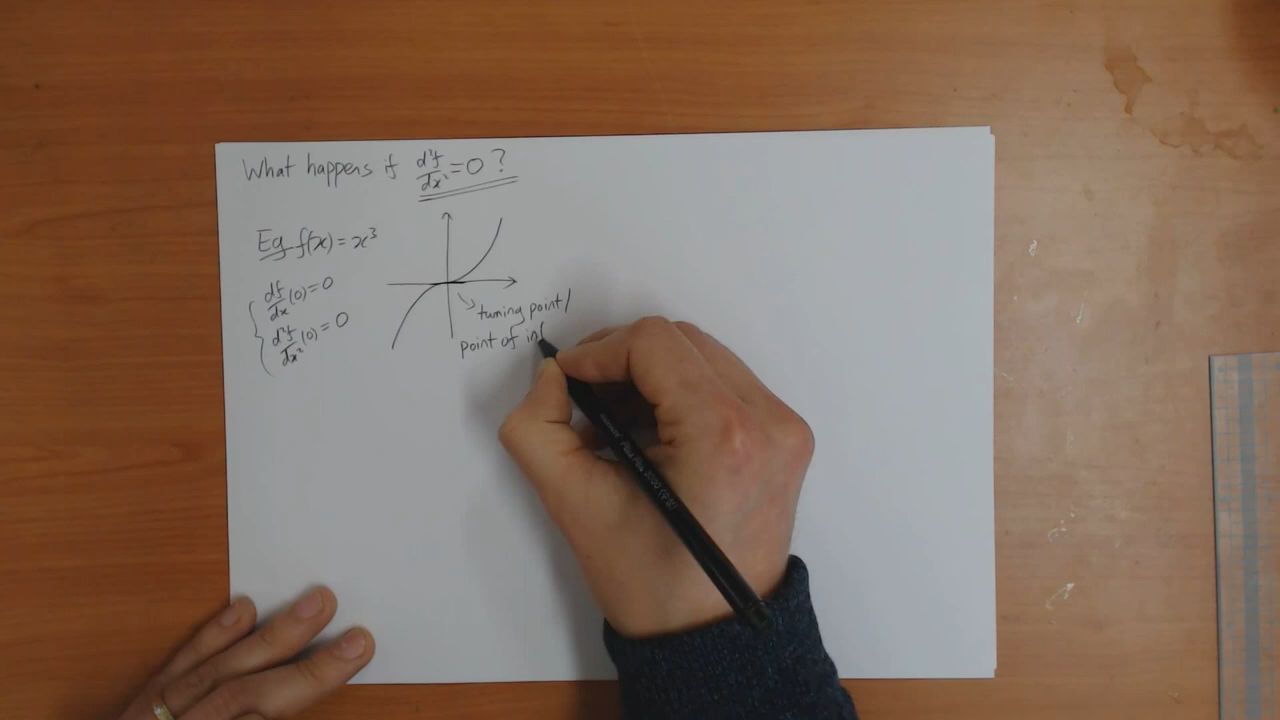 What happens if d²f/dx² = 0 ?
Eg f(x) = x³
df/dx (0) = 0
d²f/dx² (0) = 0
turning point/
point of inf